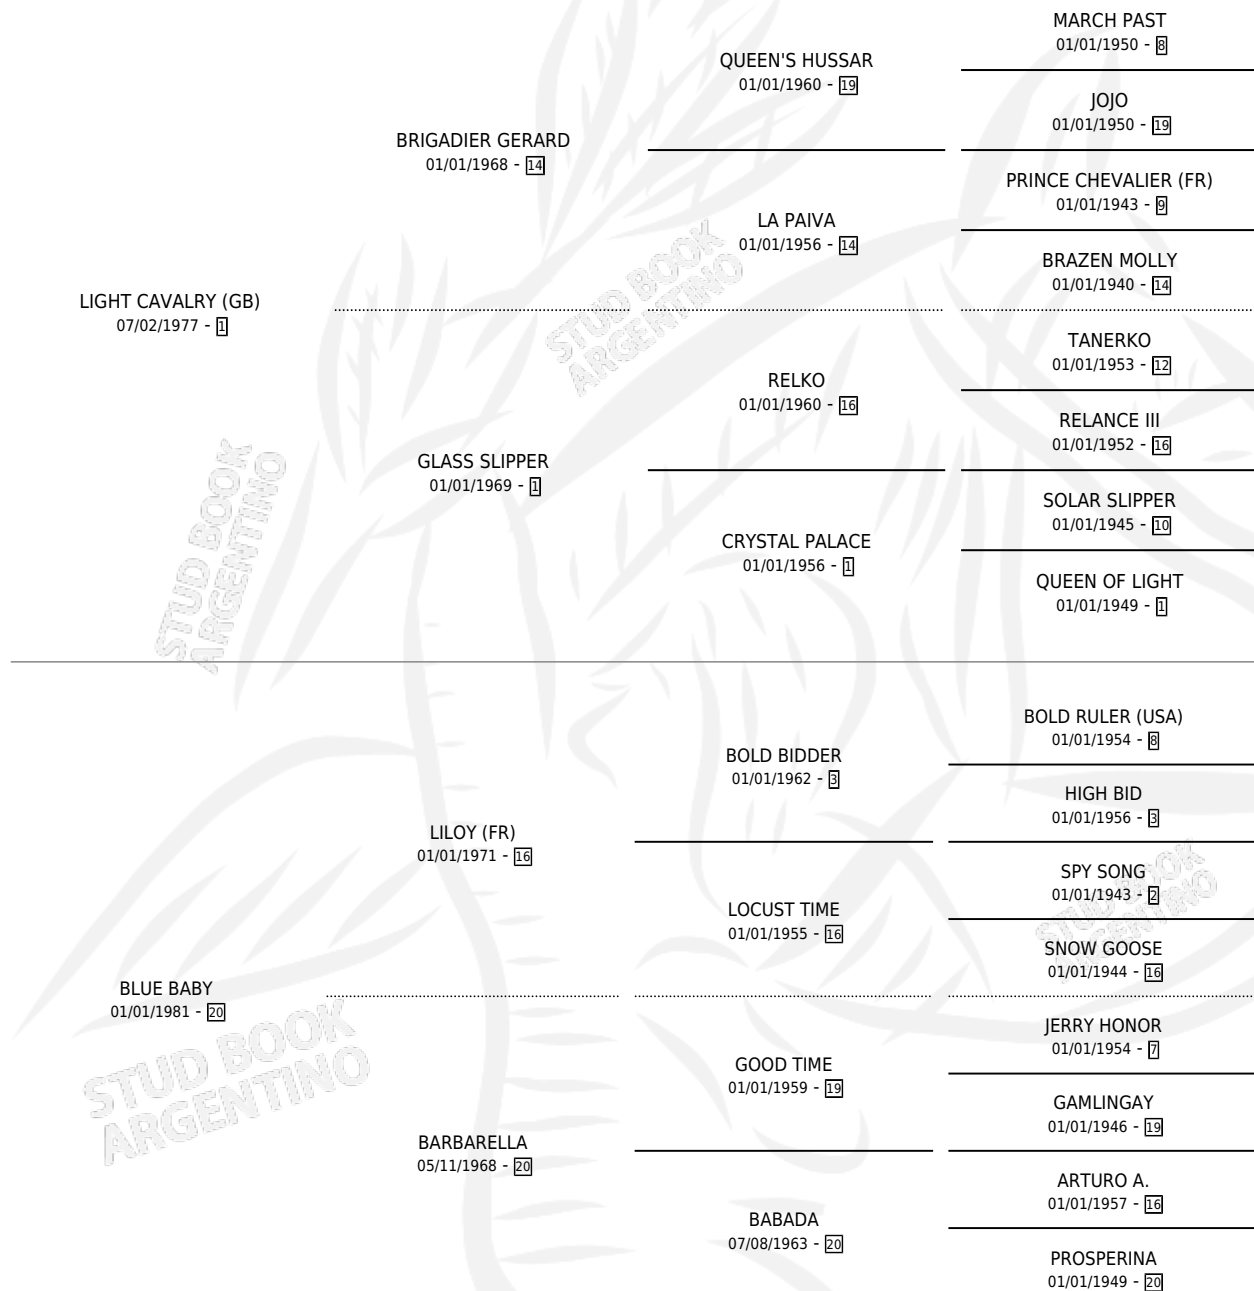 MARCH PAST
01/01/1950 - 8
QUEEN'S HUSSAR
01/01/1960 - 19
JOJO
01/01/1950 - 19
BRIGADIER GERARD
01/01/1968 - 14
PRINCE CHEVALIER (FR)
01/01/1943 - 9
LA PAIVA
01/01/1956 - 14
BRAZEN MOLLY
01/01/1940 - 14
LIGHT CAVALRY (GB)
07/02/1977 - 1
TANERKO
01/01/1953 - 12
RELKO
01/01/1960 - 16
RELANCE III
01/01/1952 - 16
GLASS SLIPPER
01/01/1969 - 1
SOLAR SLIPPER
01/01/1945 - 10
CRYSTAL PALACE
01/01/1956 - 1
QUEEN OF LIGHT
01/01/1949 - 1
BOLD RULER (USA)
01/01/1954 - 8
BOLD BIDDER
01/01/1962 - 3
HIGH BID
01/01/1956 - 3
LILOY (FR)
01/01/1971 - 16
SPY SONG
01/01/1943 - 2
LOCUST TIME
01/01/1955 - 16
SNOW GOOSE
01/01/1944 - 16
BLUE BABY
01/01/1981 - 20
JERRY HONOR
01/01/1954 - 7
GOOD TIME
01/01/1959 - 19
GAMLINGAY
01/01/1946 - 19
BARBARELLA
05/11/1968 - 20
ARTURO A.
01/01/1957 - 16
BABADA
07/08/1963 - 20
PROSPERINA
01/01/1949 - 20
STUD BOOK
ARGENTINO
STUD BOOK
ARGENTINO
STUD BOOK
ARGENTINO
STUD BOOK
ARGENTINO